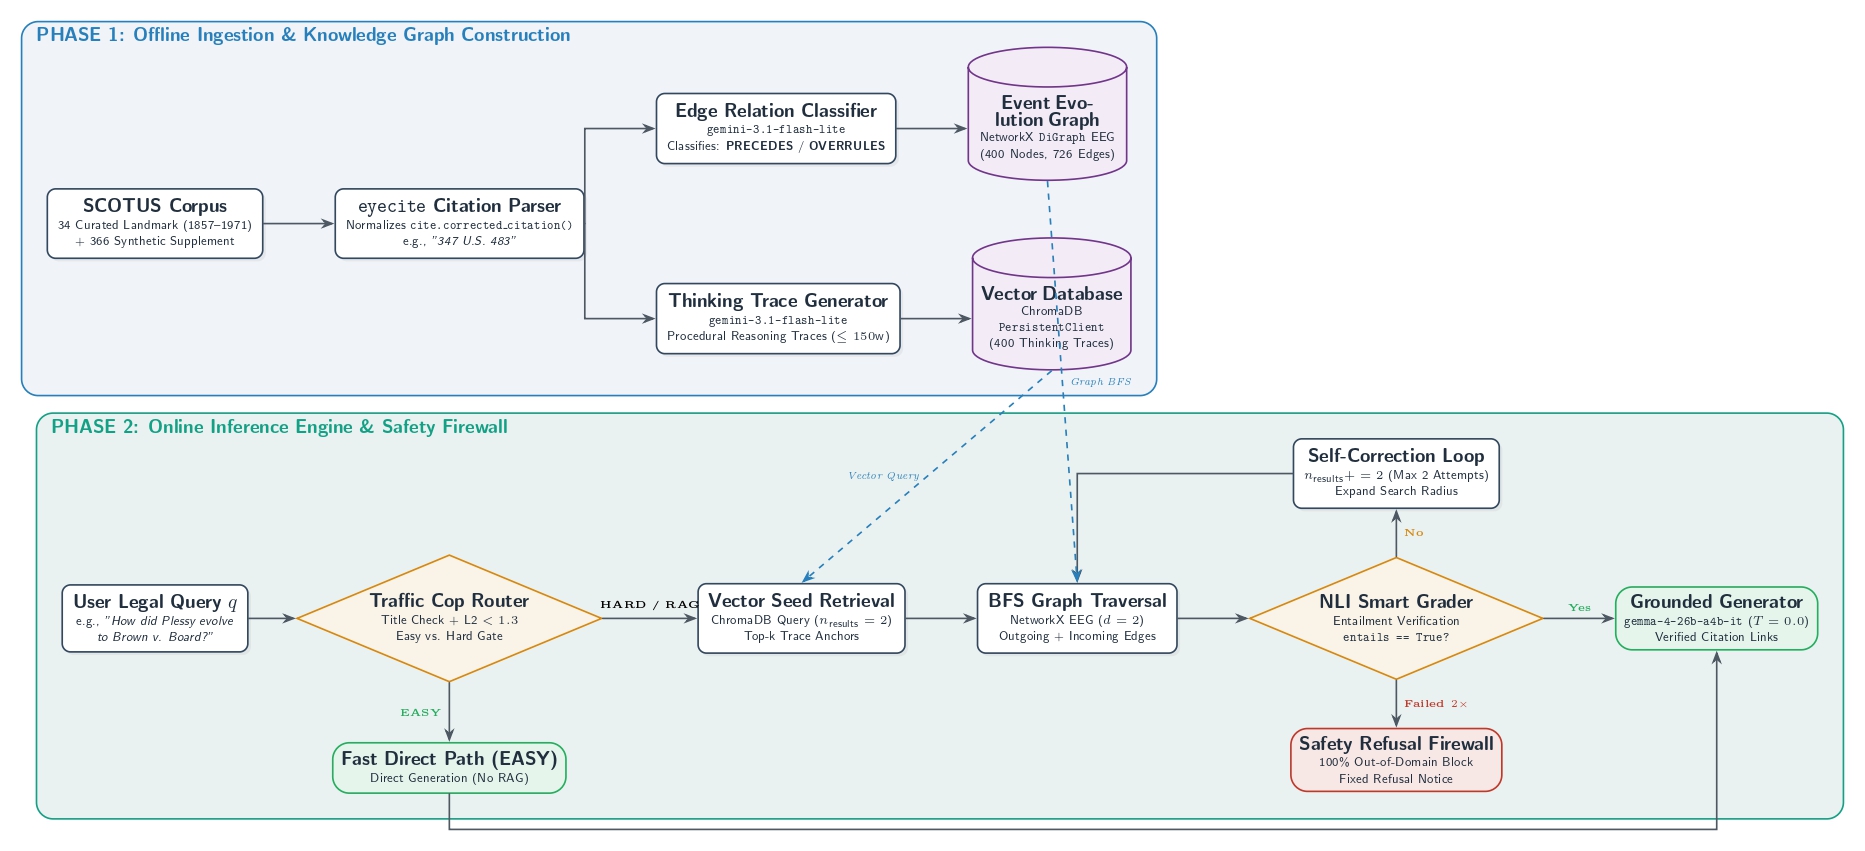 PHASE 1: Offline Ingestion & Knowledge Graph Construction
SCOTUS Corpus
34 Curated Landmark (1857–1971)
+ 366 Synthetic Supplement
eyecite Citation Parser
Normalizes cite.corrected_citation()
e.g., "347 U.S. 483"
Edge Relation Classifier
gemini-3.1-flash-lite
Classifies: PRECEDES / OVERRULES
Event Evo-
lution Graph
NetworkX DiGraph EEG
(400 Nodes, 726 Edges)
Thinking Trace Generator
gemini-3.1-flash-lite
Procedural Reasoning Traces (≤ 150w)
Vector Database
ChromaDB
PersistentClient
(400 Thinking Traces)
Graph BFS
PHASE 2: Online Inference Engine & Safety Firewall
Vector Query
Self-Correction Loop
nresults+ = 2 (Max 2 Attempts)
Expand Search Radius
No
User Legal Query q
e.g., "How did Plessy evolve
to Brown v. Board?"
Traffic Cop Router
Title Check + L2 < 1.3
Easy vs. Hard Gate
HARD / RAG
Vector Seed Retrieval
ChromaDB Query (nresults = 2)
Top-k Trace Anchors
BFS Graph Traversal
NetworkX EEG (d = 2)
Outgoing + Incoming Edges
NLI Smart Grader
Entailment Verification
entails == True?
Yes
Grounded Generator
gemma-4-26b-a4b-it (T = 0.0)
Verified Citation Links
EASY
Fast Direct Path (EASY)
Direct Generation (No RAG)
Failed 2×
Safety Refusal Firewall
100% Out-of-Domain Block
Fixed Refusal Notice